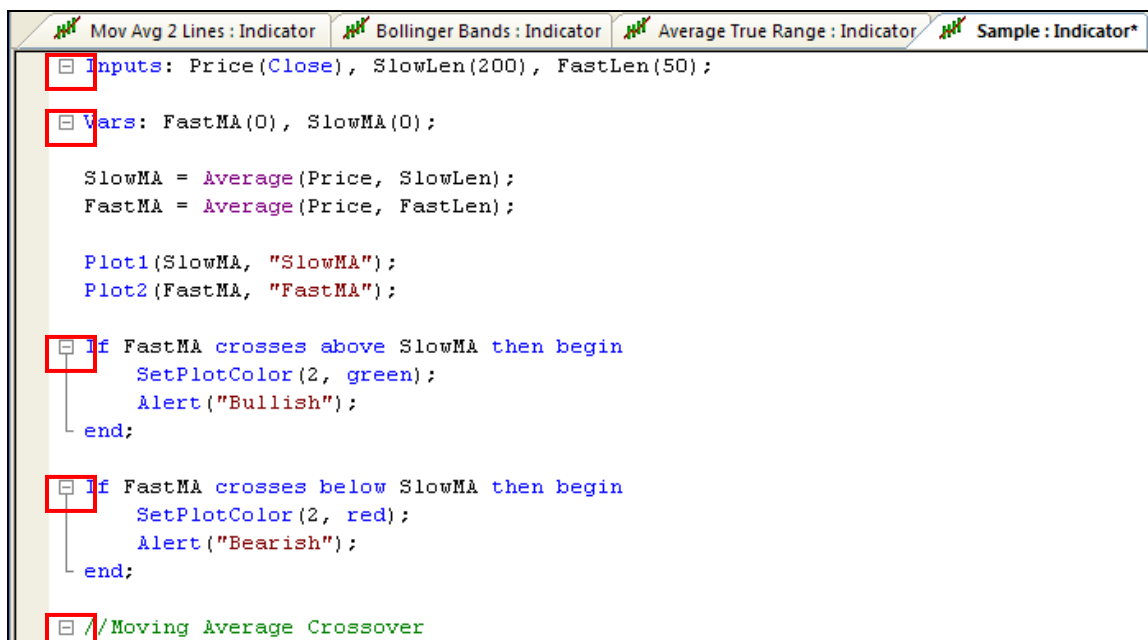 Mov Avg 2 Lines : Indicator
Bollinger Bands : Indicator
Average True Range : Indicator
Sample : Indicator*
Inputs: Price(Close), SlowLen(200), FastLen(50);
Vars: FastMA(0), SlowMA(0);
SlowMA = Average(Price, SlowLen);
FastMA = Average(Price, FastLen);
Plot1(SlowMA, "SlowMA");
Plot2(FastMA, "FastMA");
If FastMA crosses above SlowMA then begin
SetPlotColor(2, green);
Alert("Bullish");
end;
If FastMA crosses below SlowMA then begin
SetPlotColor(2, red);
Alert("Bearish");
end;
//Moving Average Crossover